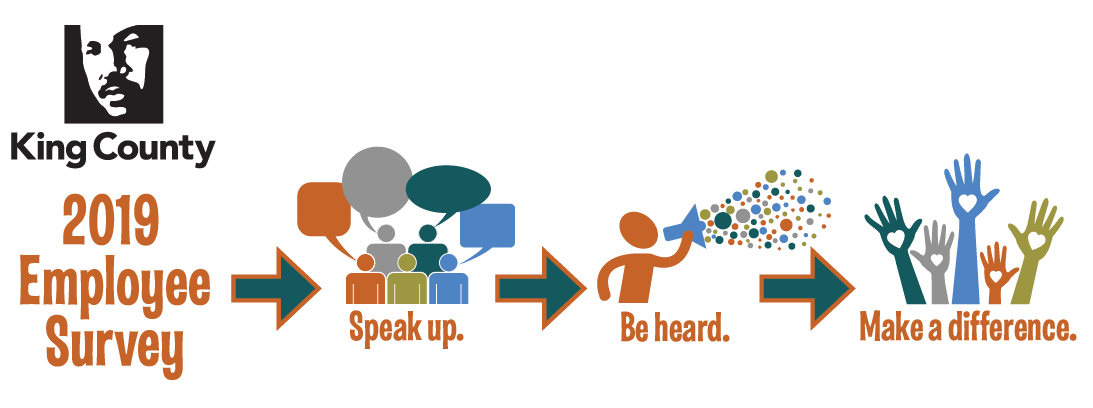 King County
2019
Employee
Survey
Speak up.
Be heard.
Make a difference.